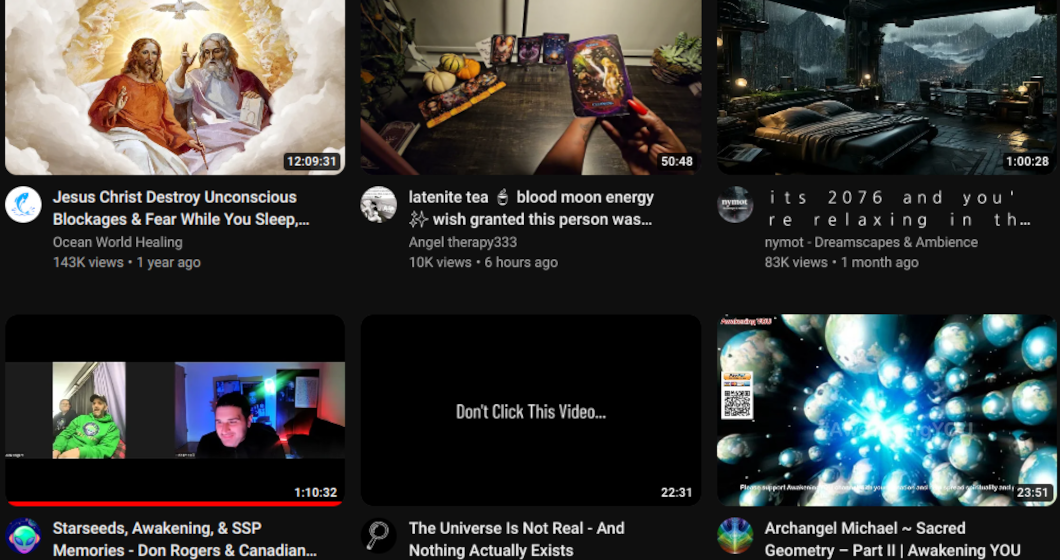 12:09:31
50:48
1:00:28
Jesus Christ Destroy Unconscious
Blockages & Fear While You Sleep,...
Ocean World Healing
143K views • 1 year ago
latenite tea ☕ blood moon energy
✨ wish granted this person was...
Angel therapy333
10K views • 6 hours ago
nymot
its 2076 and you'
re relaxing in th...
nymot - Dreamscapes & Ambience
83K views • 1 month ago
1:10:32
Don't Click This Video...
22:31
Awakening YOU
23:51
Starseeds, Awakening, & SSP
Memories - Don Rogers & Canadian...
The Universe Is Not Real - And
Nothing Actually Exists
Archangel Michael ~ Sacred
Geometry – Part II | Awakening YOU